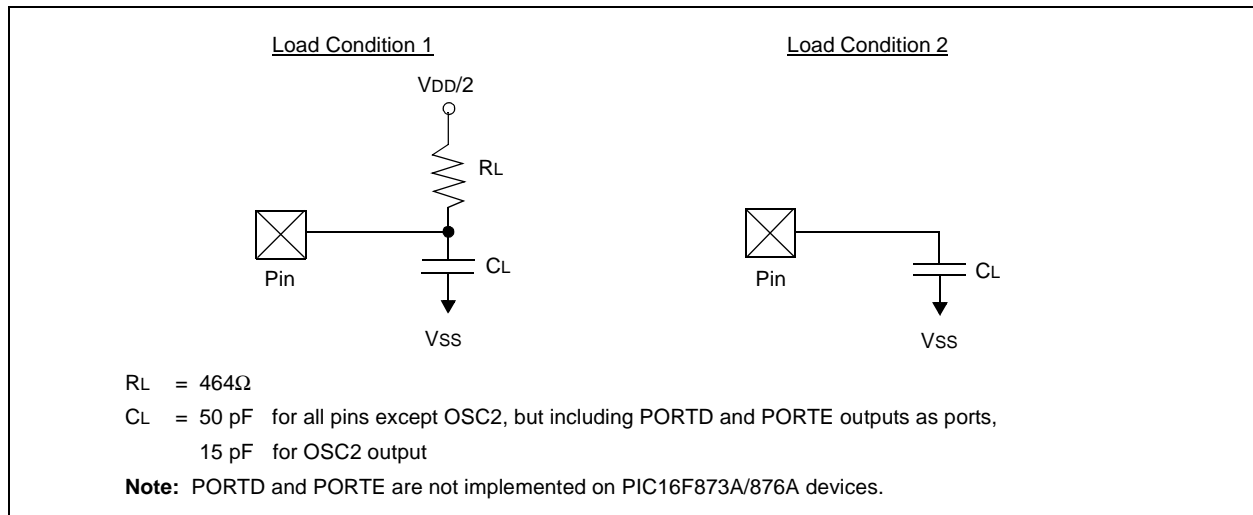 Load Condition 1
Load Condition 2
VDD/2
RL
Pin
CL
VSS
Pin
CL
VSS
RL = 464Ω
CL = 50 pF for all pins except OSC2, but including PORTD and PORTE outputs as ports,
15 pF for OSC2 output
Note: PORTD and PORTE are not implemented on PIC16F873A/876A devices.